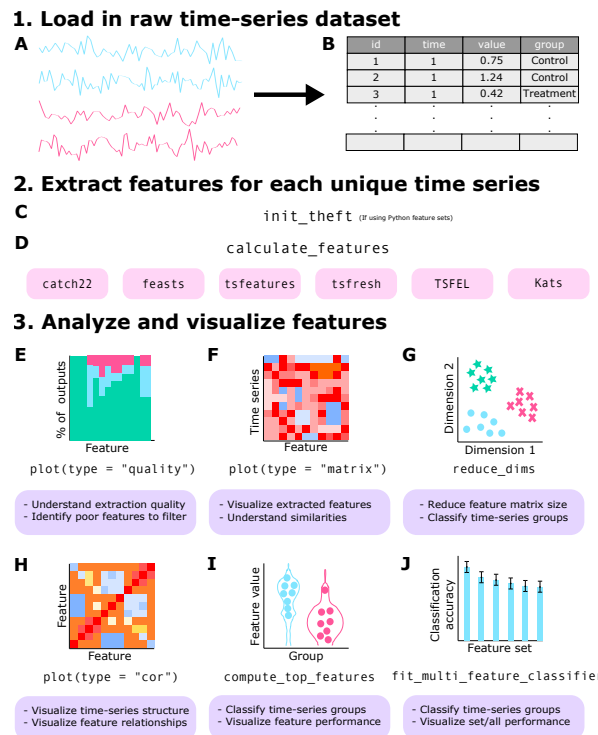 1. Load in raw time-series dataset
A
B
id time value group
1 1 0.75 Control
2 1 1.24 Control
3 1 0.42 Treatment
. . . .
. . . .
2. Extract features for each unique time series
C
init_theft (If using Python feature sets)
D
calculate_features
catch22 feasts tsfeatures tsfresh TSFEL Kats
3. Analyze and visualize features
E
% of outputs
Feature
plot(type = "quality")
- Understand extraction quality
- Identify poor features to filter
F
Time series
Feature
plot(type = "matrix")
- Visualize extracted features
- Understand similarities
G
Dimension 2
Dimension 1
reduce_dims
- Reduce feature matrix size
- Classify time-series groups
H
Feature
Feature
plot(type = "cor")
- Visualize time-series structure
- Visualize feature relationships
I
Feature value
Group
compute_top_features
- Classify time-series groups
- Visualize feature performance
J
Classification
accuracy
Feature set
fit_multi_feature_classifie
- Classify time-series groups
- Visualize set/all performance